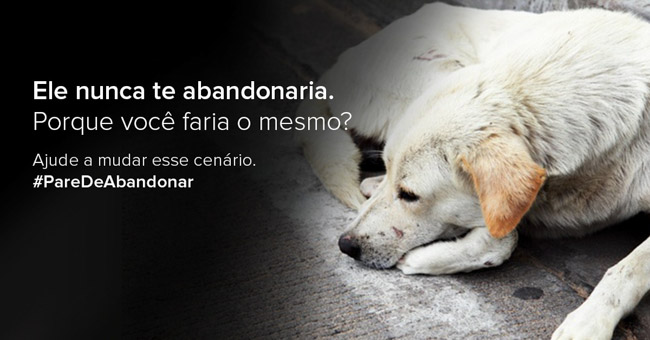 Ele nunca te abandonaria.
Porque você faria o mesmo?
Ajude a mudar esse cenário.
#PareDeAbandonar